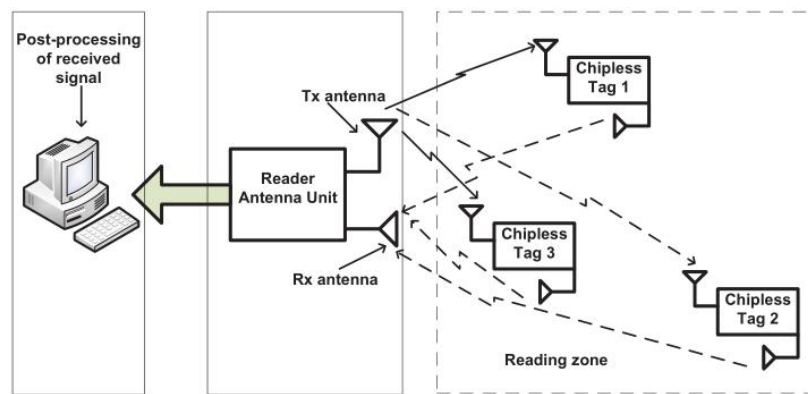 Post-processing
of received
signal
Tx antenna
Reader
Antenna Unit
Rx antenna
Chipless
Tag 1
Chipless
Tag 3
Chipless
Tag 2
Reading zone